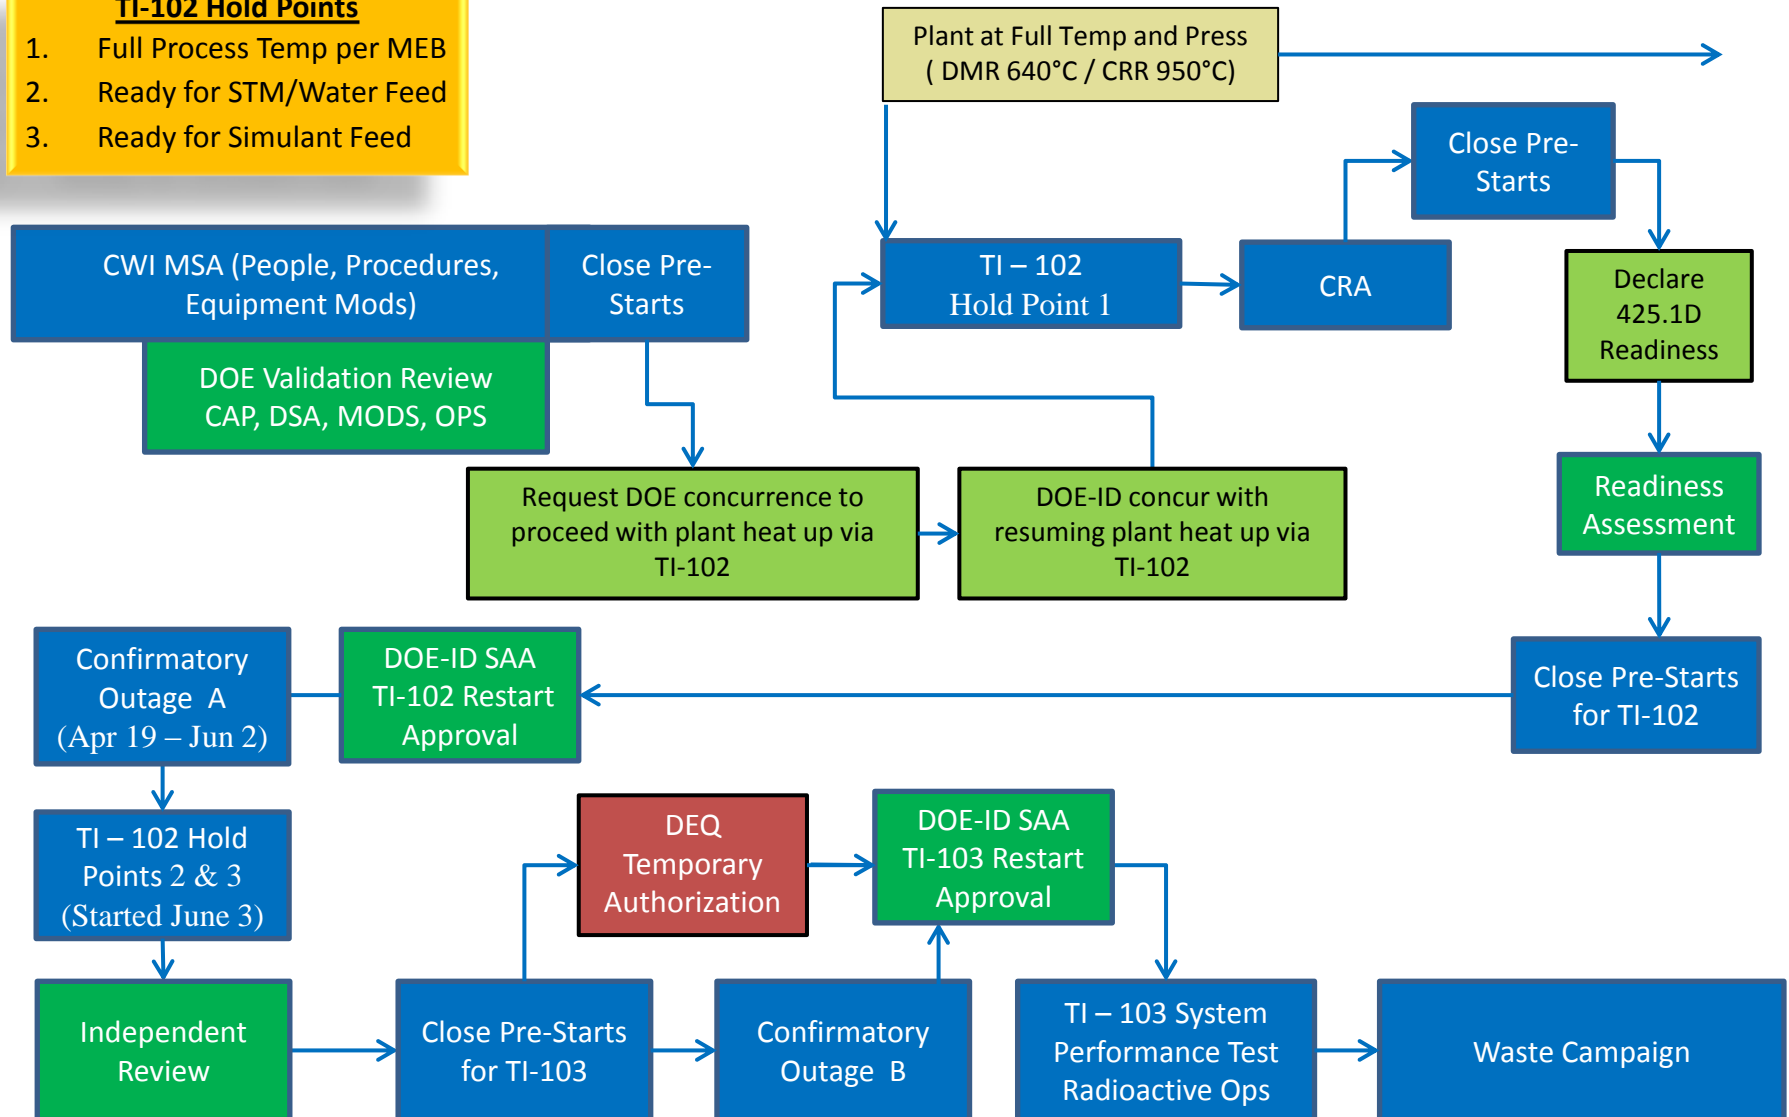 TI-102 Hold Points
1. Full Process Temp per MEB
2. Ready for STM/Water Feed
3. Ready for Simulant Feed
Plant at Full Temp and Press
( DMR 640°C / CRR 950°C)
Close Pre-
Starts
CWI MSA (People, Procedures,
Equipment Mods)
Close Pre-
Starts
TI – 102
Hold Point 1
CRA
Declare
425.1D
Readiness
DOE Validation Review
CAP, DSA, MODS, OPS
Request DOE concurrence to
proceed with plant heat up via
TI-102
DOE-ID concur with
resuming plant heat up via
TI-102
Readiness
Assessment
Confirmatory
Outage A
(Apr 19 – Jun 2)
DOE-ID SAA
TI-102 Restart
Approval
Close Pre-Starts
for TI-102
TI – 102 Hold
Points 2 & 3
(Started June 3)
DEQ
Temporary
Authorization
DOE-ID SAA
TI-103 Restart
Approval
Independent
Review
Close Pre-Starts
for TI-103
Confirmatory
Outage B
TI – 103 System
Performance Test
Radioactive Ops
Waste Campaign